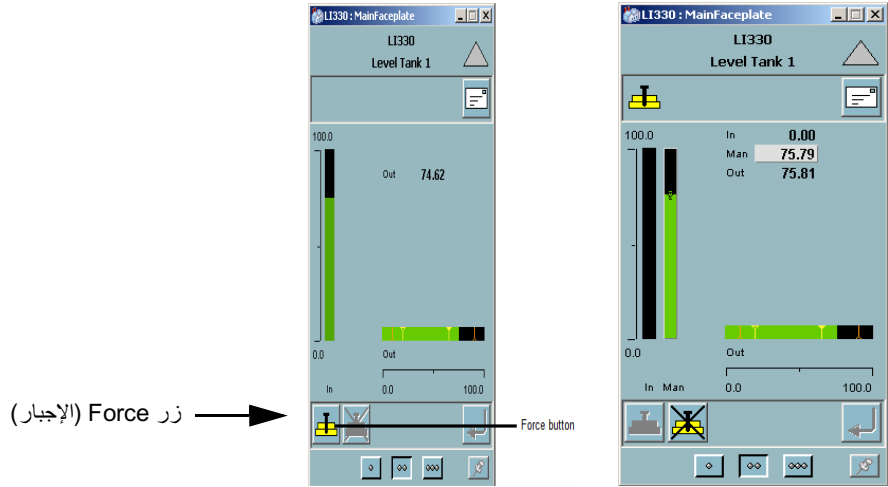 LI330 : MainFaceplate
LI330
Level Tank 1
100.0
Out 74.62
0.0
Out
In
0.0 100.0
زر Force (الإجبار)
Force button
LI330 : MainFaceplate
LI330
Level Tank 1
100.0
In 0.00
Man 75.79
Out 75.81
0.0
Out
In Man
0.0 100.0